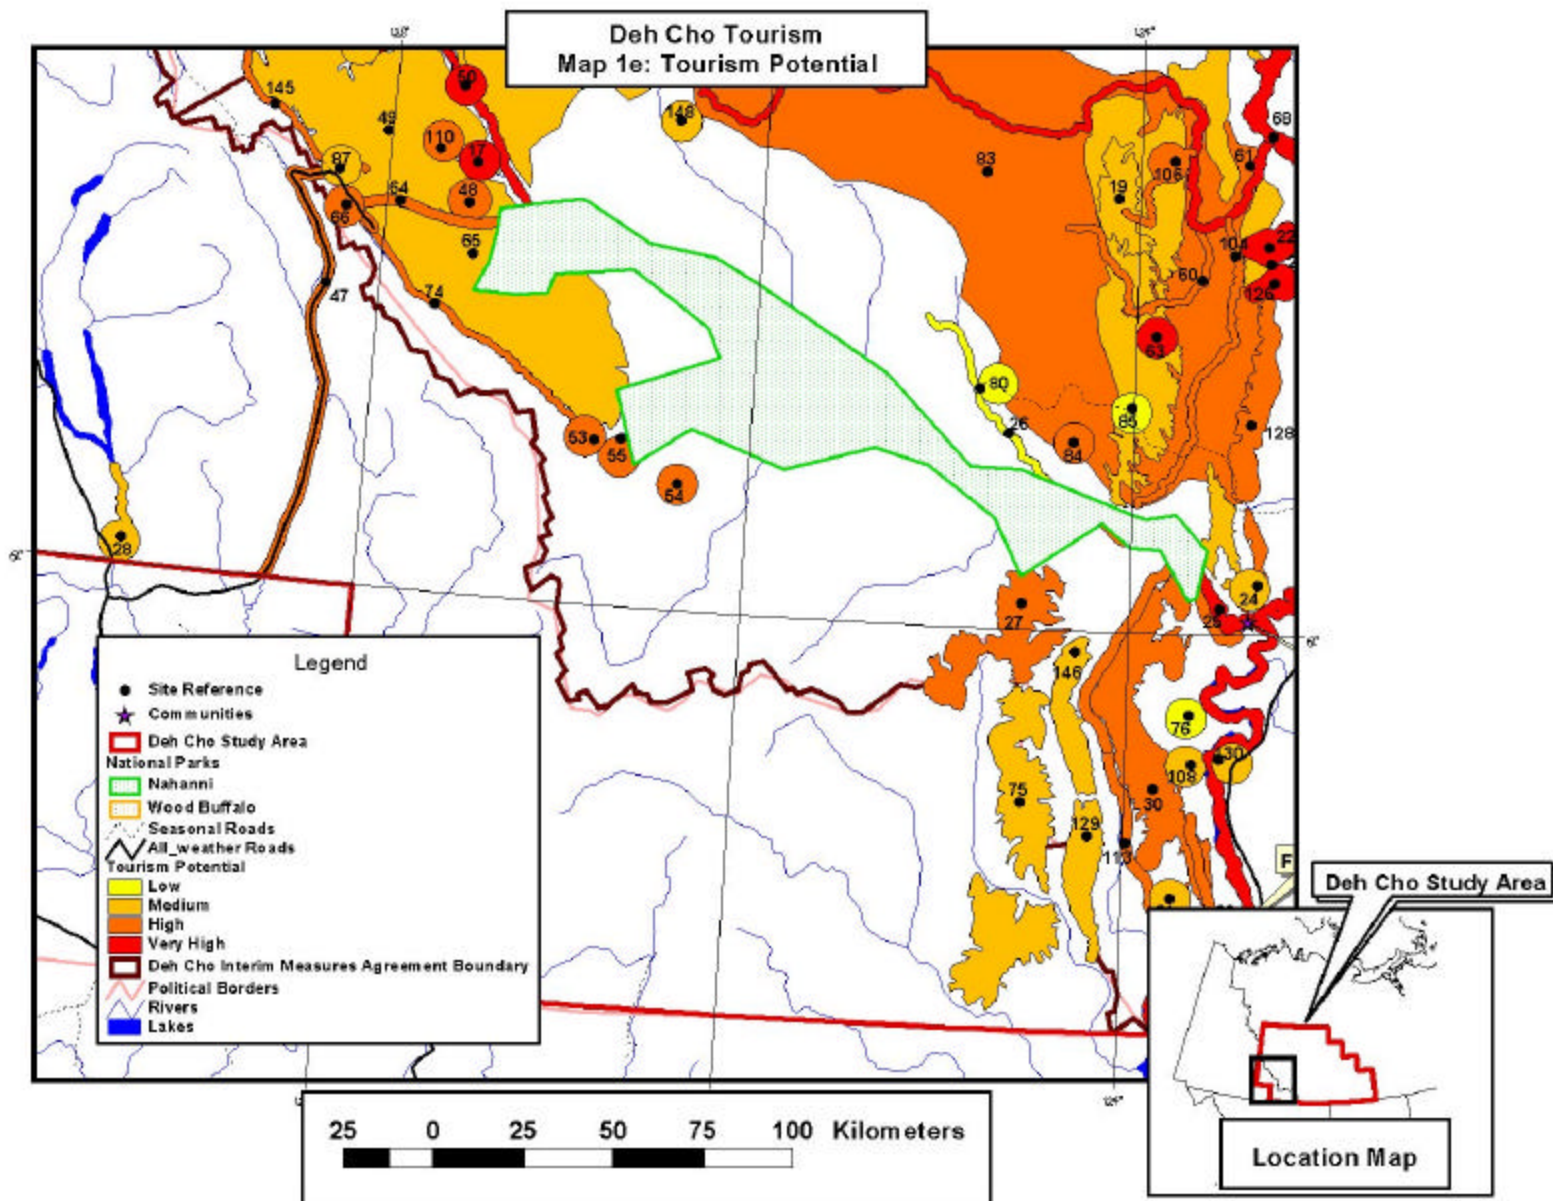 Deh Cho Tourism
Map 1e: Tourism Potential
145
49
50
110
17
148
87
64
48
66
65
47
74
83
19
106
61
68
104
22
60
126
63
80
26
85
84
128
53
55
54
28
24
25
27
146
76
109
30
75
30
129
113
F
Legend
Site Reference
Communities
Deh Cho Study Area
National Parks
Nahanni
Wood Buffalo
Seasonal Roads
All_weather Roads
Tourism Potential
Low
Medium
High
Very High
Deh Cho Interim Measures Agreement Boundary
Political Borders
Rivers
Lakes
Deh Cho Study Area
Location Map
25 0 25 50 75 100 Kilometers